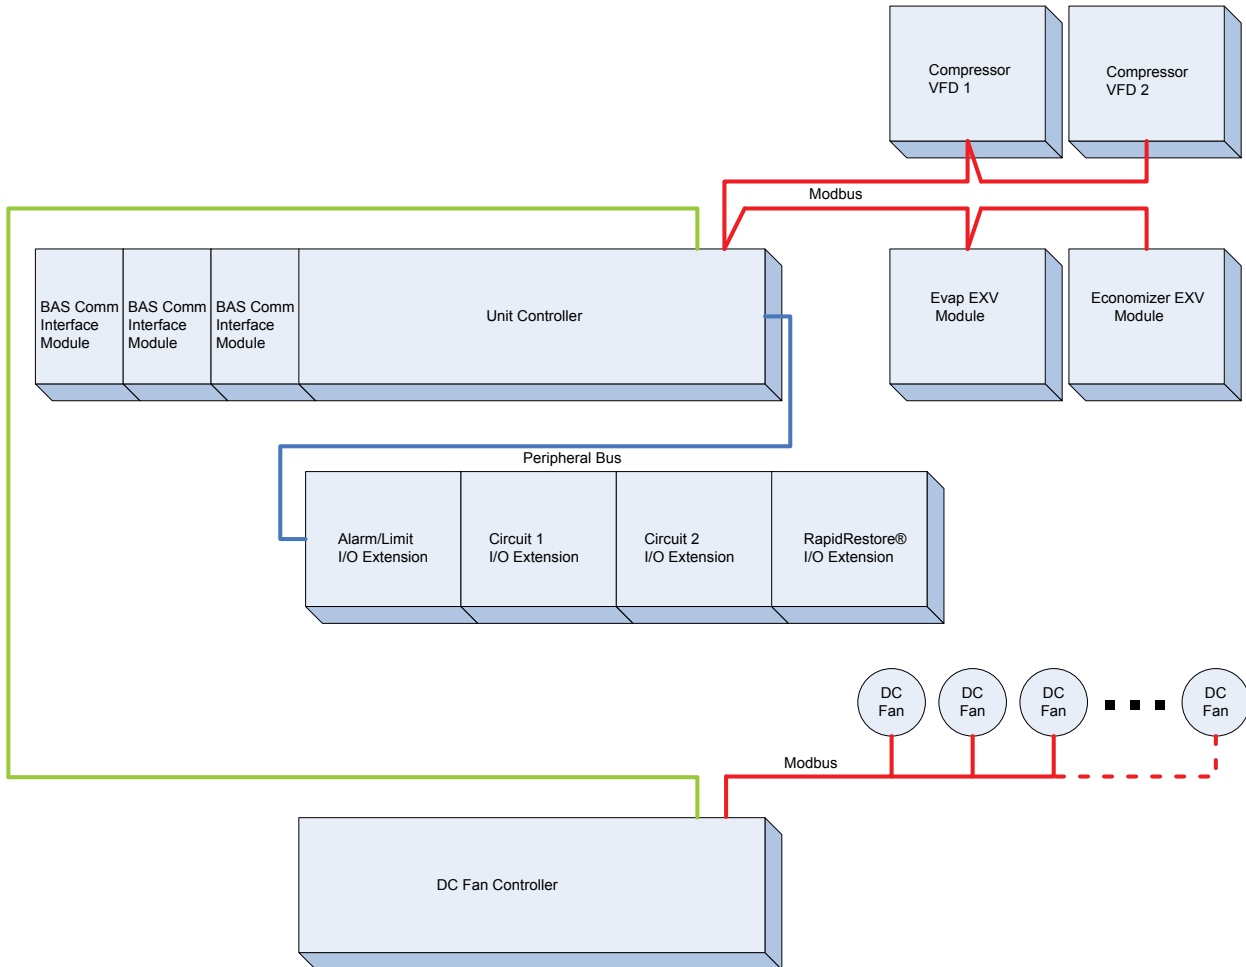 Compressor
VFD 1
Compressor
VFD 2
Modbus
BAS Comm
Interface
Module
BAS Comm
Interface
Module
BAS Comm
Interface
Module
Unit Controller
Evap EXV
Module
Economizer EXV
Module
Peripheral Bus
Alarm/Limit
I/O Extension
Circuit 1
I/O Extension
Circuit 2
I/O Extension
RapidRestore®
I/O Extension
DC
Fan
DC
Fan
DC
Fan
DC
Fan
Modbus
DC Fan Controller